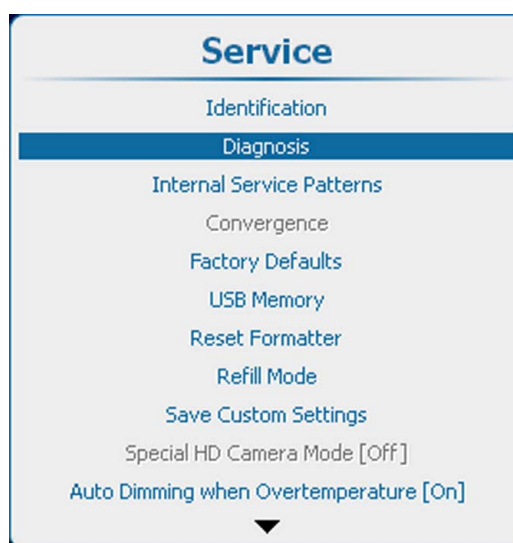 Service
Identification
Diagnosis
Internal Service Patterns
Convergence
Factory Defaults
USB Memory
Reset Formatter
Refill Mode
Save Custom Settings
Special HD Camera Mode [Off]
Auto Dimming when Overtemperature [On]